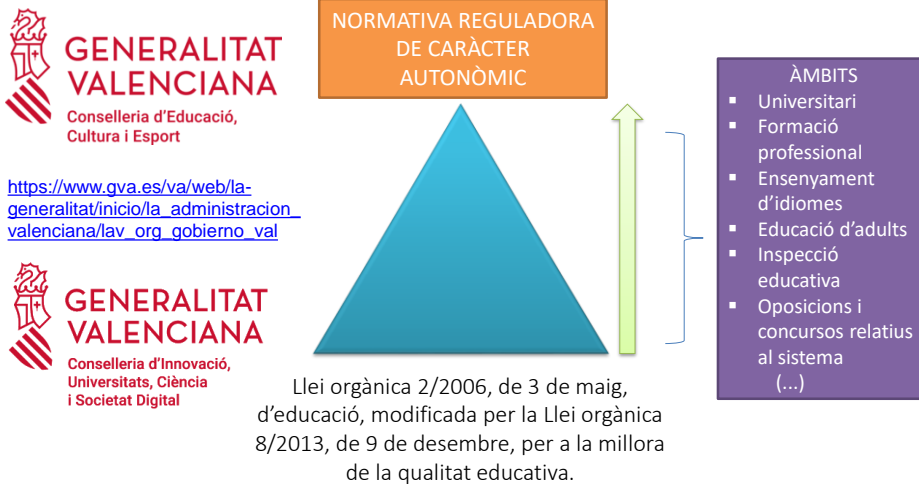 GENERALITAT
VALENCIANA
Conselleria d'Educació,
Cultura i Esport
https://www.gva.es/va/web/la-
generalitat/inicio/la_administracion_
valenciana/lav_org_gobierno_val
GENERALITAT
VALENCIANA
Conselleria d'Innovació,
Universitats, Ciència
i Societat Digital
NORMATIVA REGULADORA
DE CARÀCTER
AUTONÒMIC
Llei orgànica 2/2006, de 3 de maig,
d'educació, modificada per la Llei orgànica
8/2013, de 9 de desembre, per a la millora
de la qualitat educativa.
ÀMBITS
▪ Universitari
▪ Formació
professional
▪ Ensenyament
d'idiomes
▪ Educació d'adults
▪ Inspecció
educativa
▪ Oposicions i
concursos relatius
al sistema
(...)